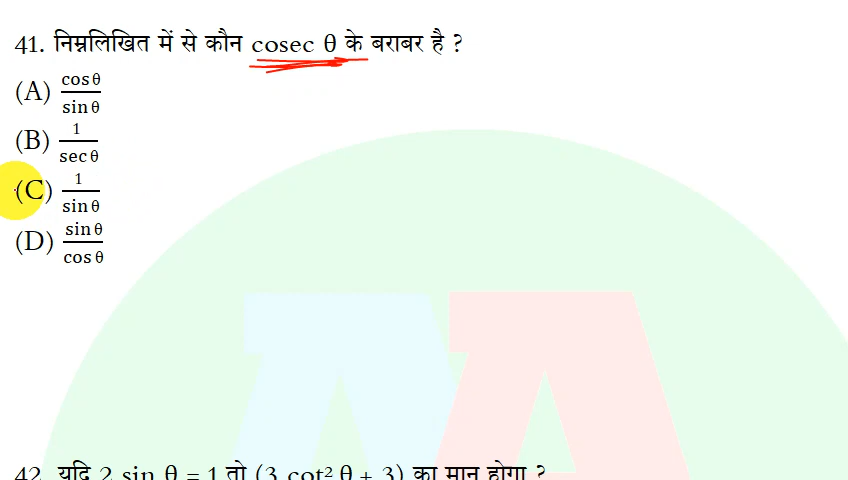 41. निम्नलिखित में से कौन cosec θ के बराबर है ?
(A) cosθ/sinθ
(B) 1/secθ
(C) 1/sinθ
(D) sinθ/cosθ
42. यदि 2 sin θ = 1 तो (3 cot² θ + 3) का मान होगा ?